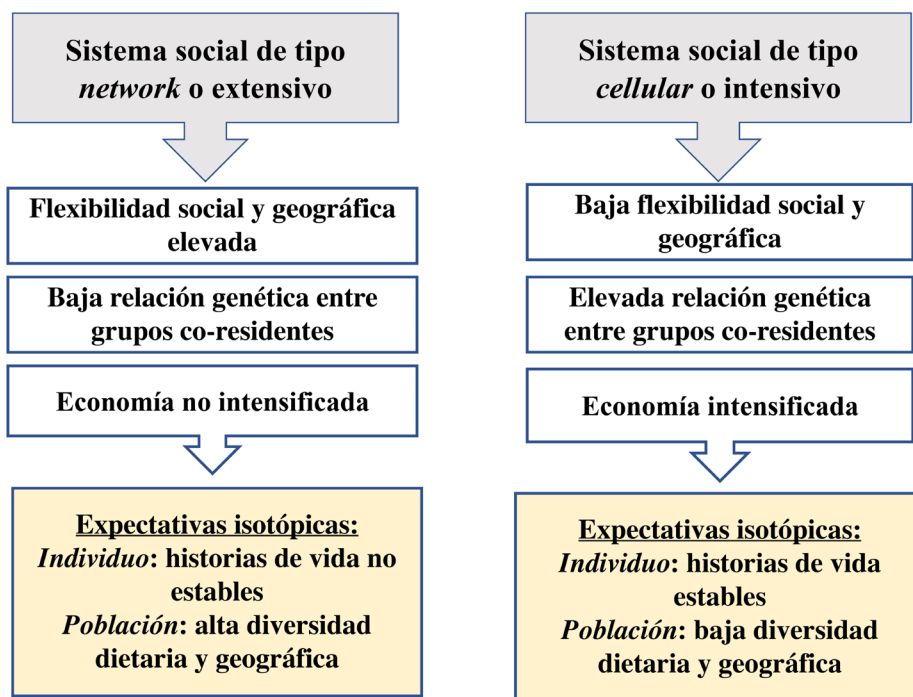 Sistema social de tipo
network o extensivo
Flexibilidad social y geográfica
elevada
Baja relación genética entre
grupos co-residentes
Economía no intensificada
Expectativas isotópicas:
Individuo: historias de vida no
estables
Población: alta diversidad
dietaria y geográfica
Sistema social de tipo
cellular o intensivo
Baja flexibilidad social y
geográfica
Elevada relación genética
entre grupos co-residentes
Economía intensificada
Expectativas isotópicas:
Individuo: historias de vida
estables
Población: baja diversidad
dietaria y geográfica